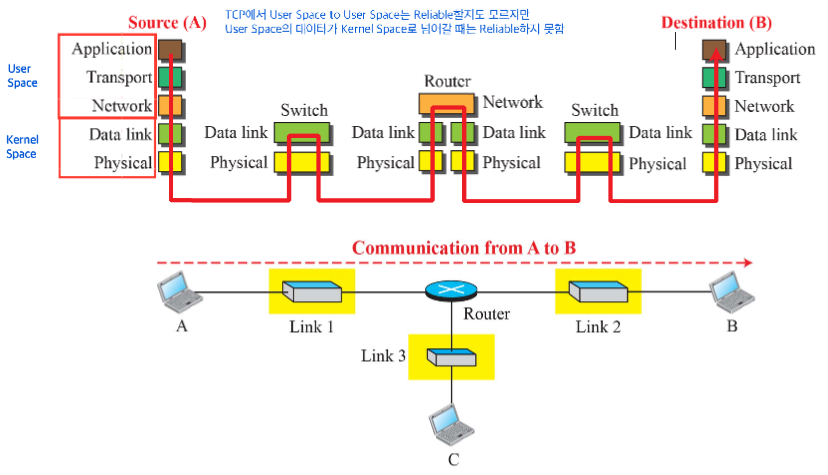 TCP에서 User Space to User Space는 Reliable할지도 모르지만
User Space의 데이터가 Kernel Space로 넘어갈 때는 Reliable하지 못함
Source (A)
Destination (B)
User
Space
Kernel
Space
Application
Transport
Network
Data link
Physical
Switch
Data link
Physical
Router
Network
Data link
Data link
Physical
Physical
Switch
Data link
Physical
Application
Transport
Network
Data link
Physical
Communication from A to B
A
Link 1
Router
Link 2
B
Link 3
C